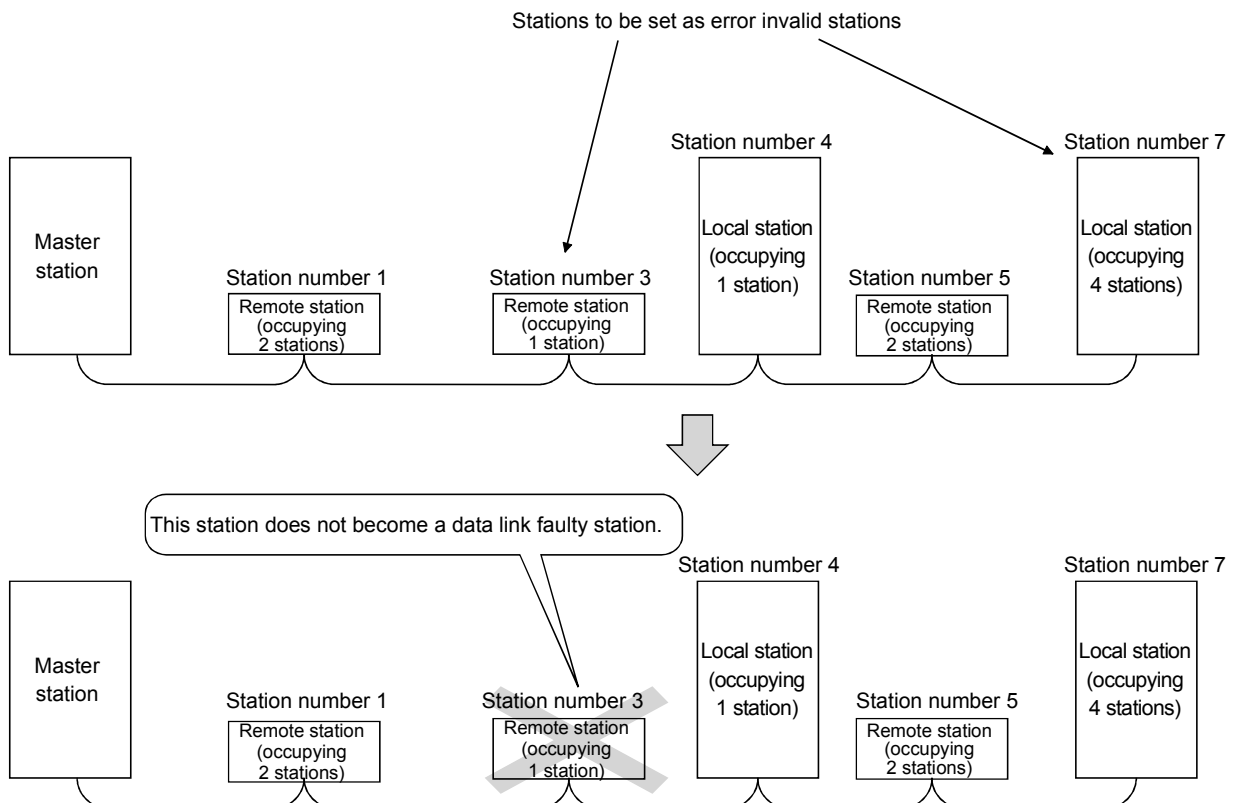 Stations to be set as error invalid stations
Station number 4
Station number 7
Master
station
Station number 1
Remote station
(occupying
2 stations)
Station number 3
Remote station
(occupying
1 station)
Local station
(occupying
1 station)
Station number 5
Remote station
(occupying
2 stations)
Local station
(occupying
4 stations)
This station does not become a data link faulty station.
Station number 4
Station number 7
Master
station
Station number 1
Remote station
(occupying
2 stations)
Station number 3
Remote station
(occupying
1 station)
Local station
(occupying
1 station)
Station number 5
Remote station
(occupying
2 stations)
Local station
(occupying
4 stations)